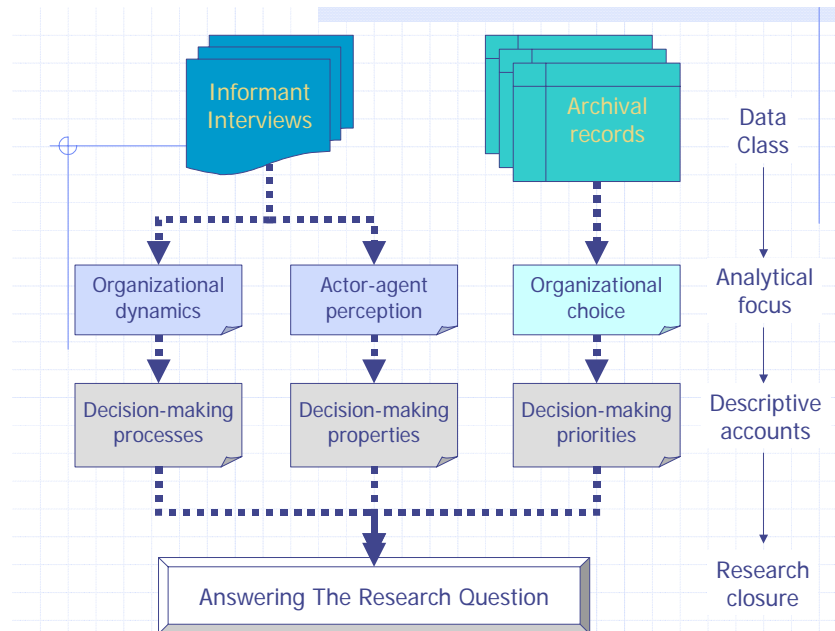 Informant
Interviews
Archival
records
Data
Class
Organizational
dynamics
Actor-agent
perception
Organizational
choice
Analytical
focus
Decision-making
processes
Decision-making
properties
Decision-making
priorities
Descriptive
accounts
Answering The Research Question
Research
closure